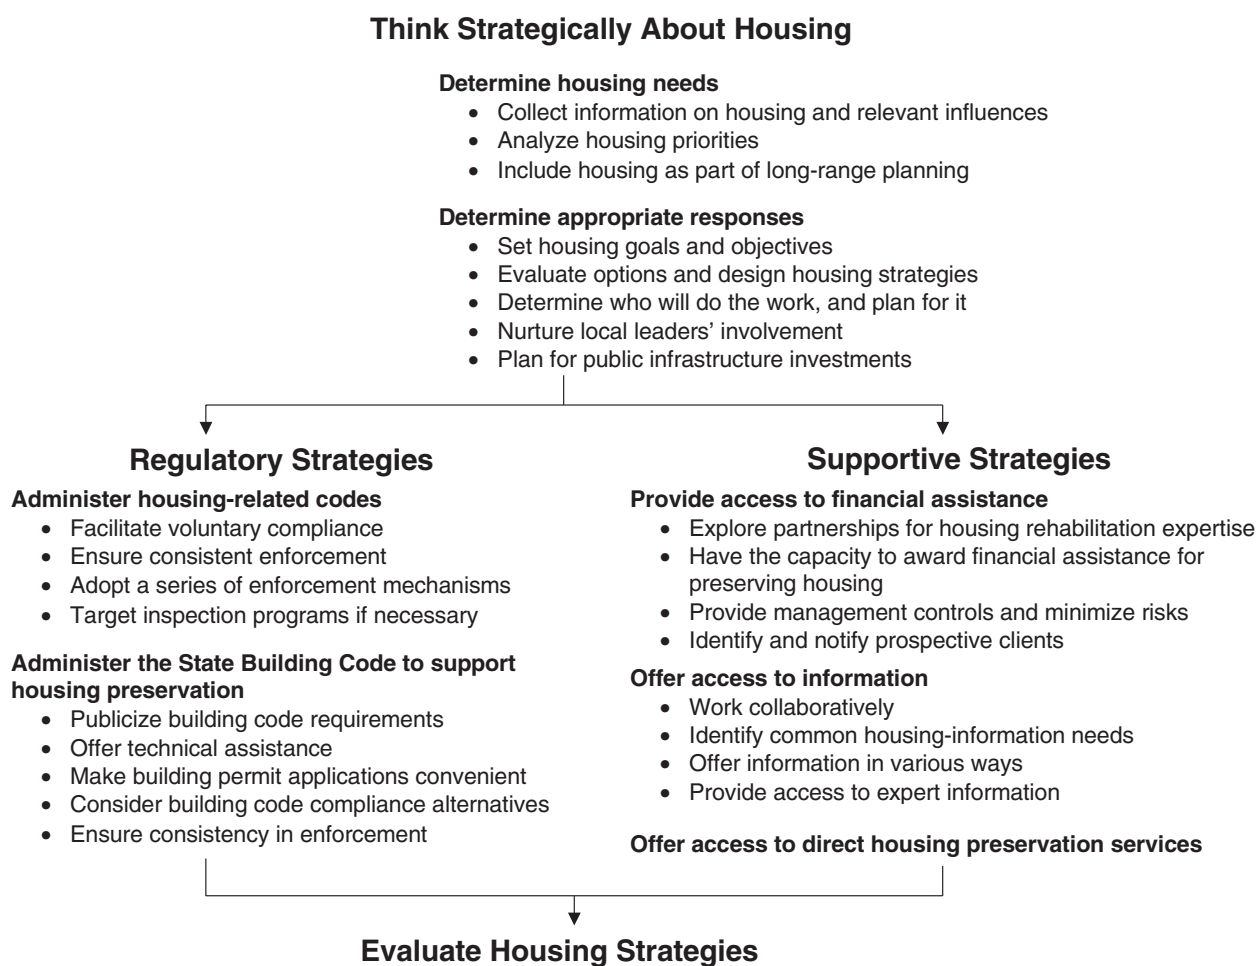 Think Strategically About Housing
Determine housing needs
• Collect information on housing and relevant influences
• Analyze housing priorities
• Include housing as part of long-range planning
Determine appropriate responses
• Set housing goals and objectives
• Evaluate options and design housing strategies
• Determine who will do the work, and plan for it
• Nurture local leaders’ involvement
• Plan for public infrastructure investments
Regulatory Strategies
Administer housing-related codes
• Facilitate voluntary compliance
• Ensure consistent enforcement
• Adopt a series of enforcement mechanisms
• Target inspection programs if necessary
Administer the State Building Code to support
housing preservation
• Publicize building code requirements
• Offer technical assistance
• Make building permit applications convenient
• Consider building code compliance alternatives
• Ensure consistency in enforcement
Supportive Strategies
Provide access to financial assistance
• Explore partnerships for housing rehabilitation expertise
• Have the capacity to award financial assistance for
preserving housing
• Provide management controls and minimize risks
• Identify and notify prospective clients
Offer access to information
• Work collaboratively
• Identify common housing-information needs
• Offer information in various ways
• Provide access to expert information
Offer access to direct housing preservation services
Evaluate Housing Strategies